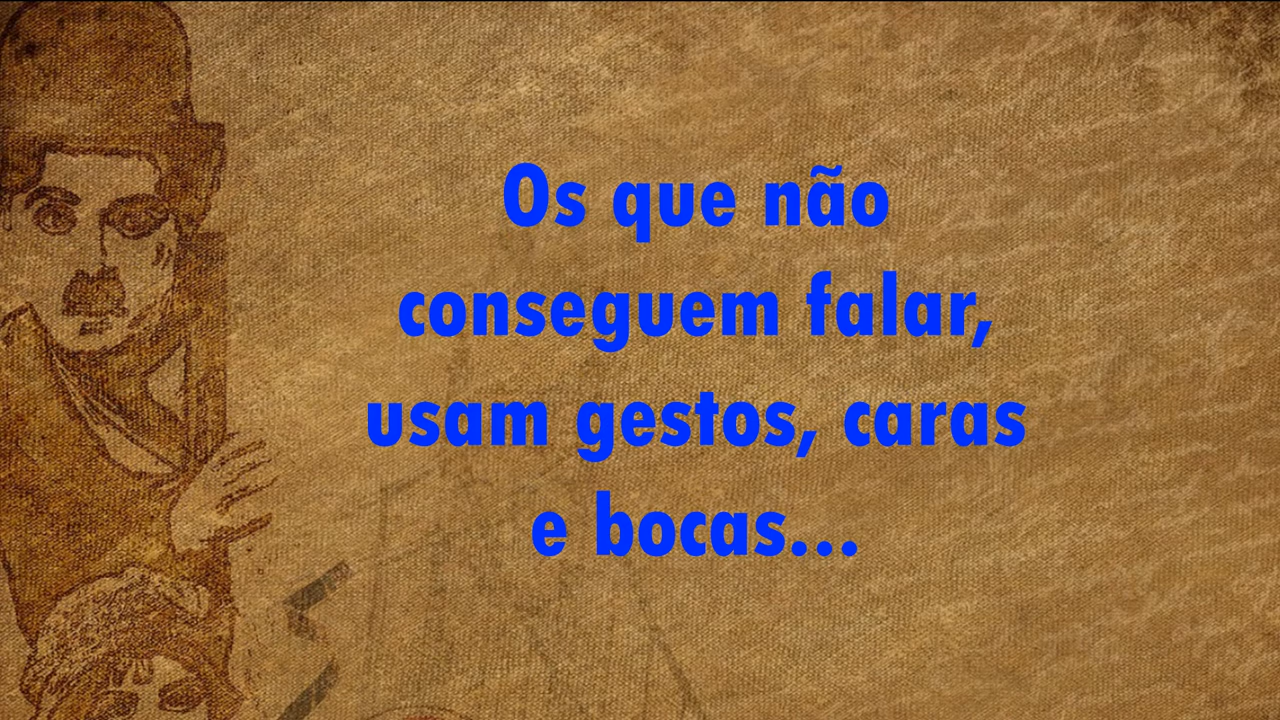 Os que não
conseguem falar,
usam gestos, caras
e bocas...